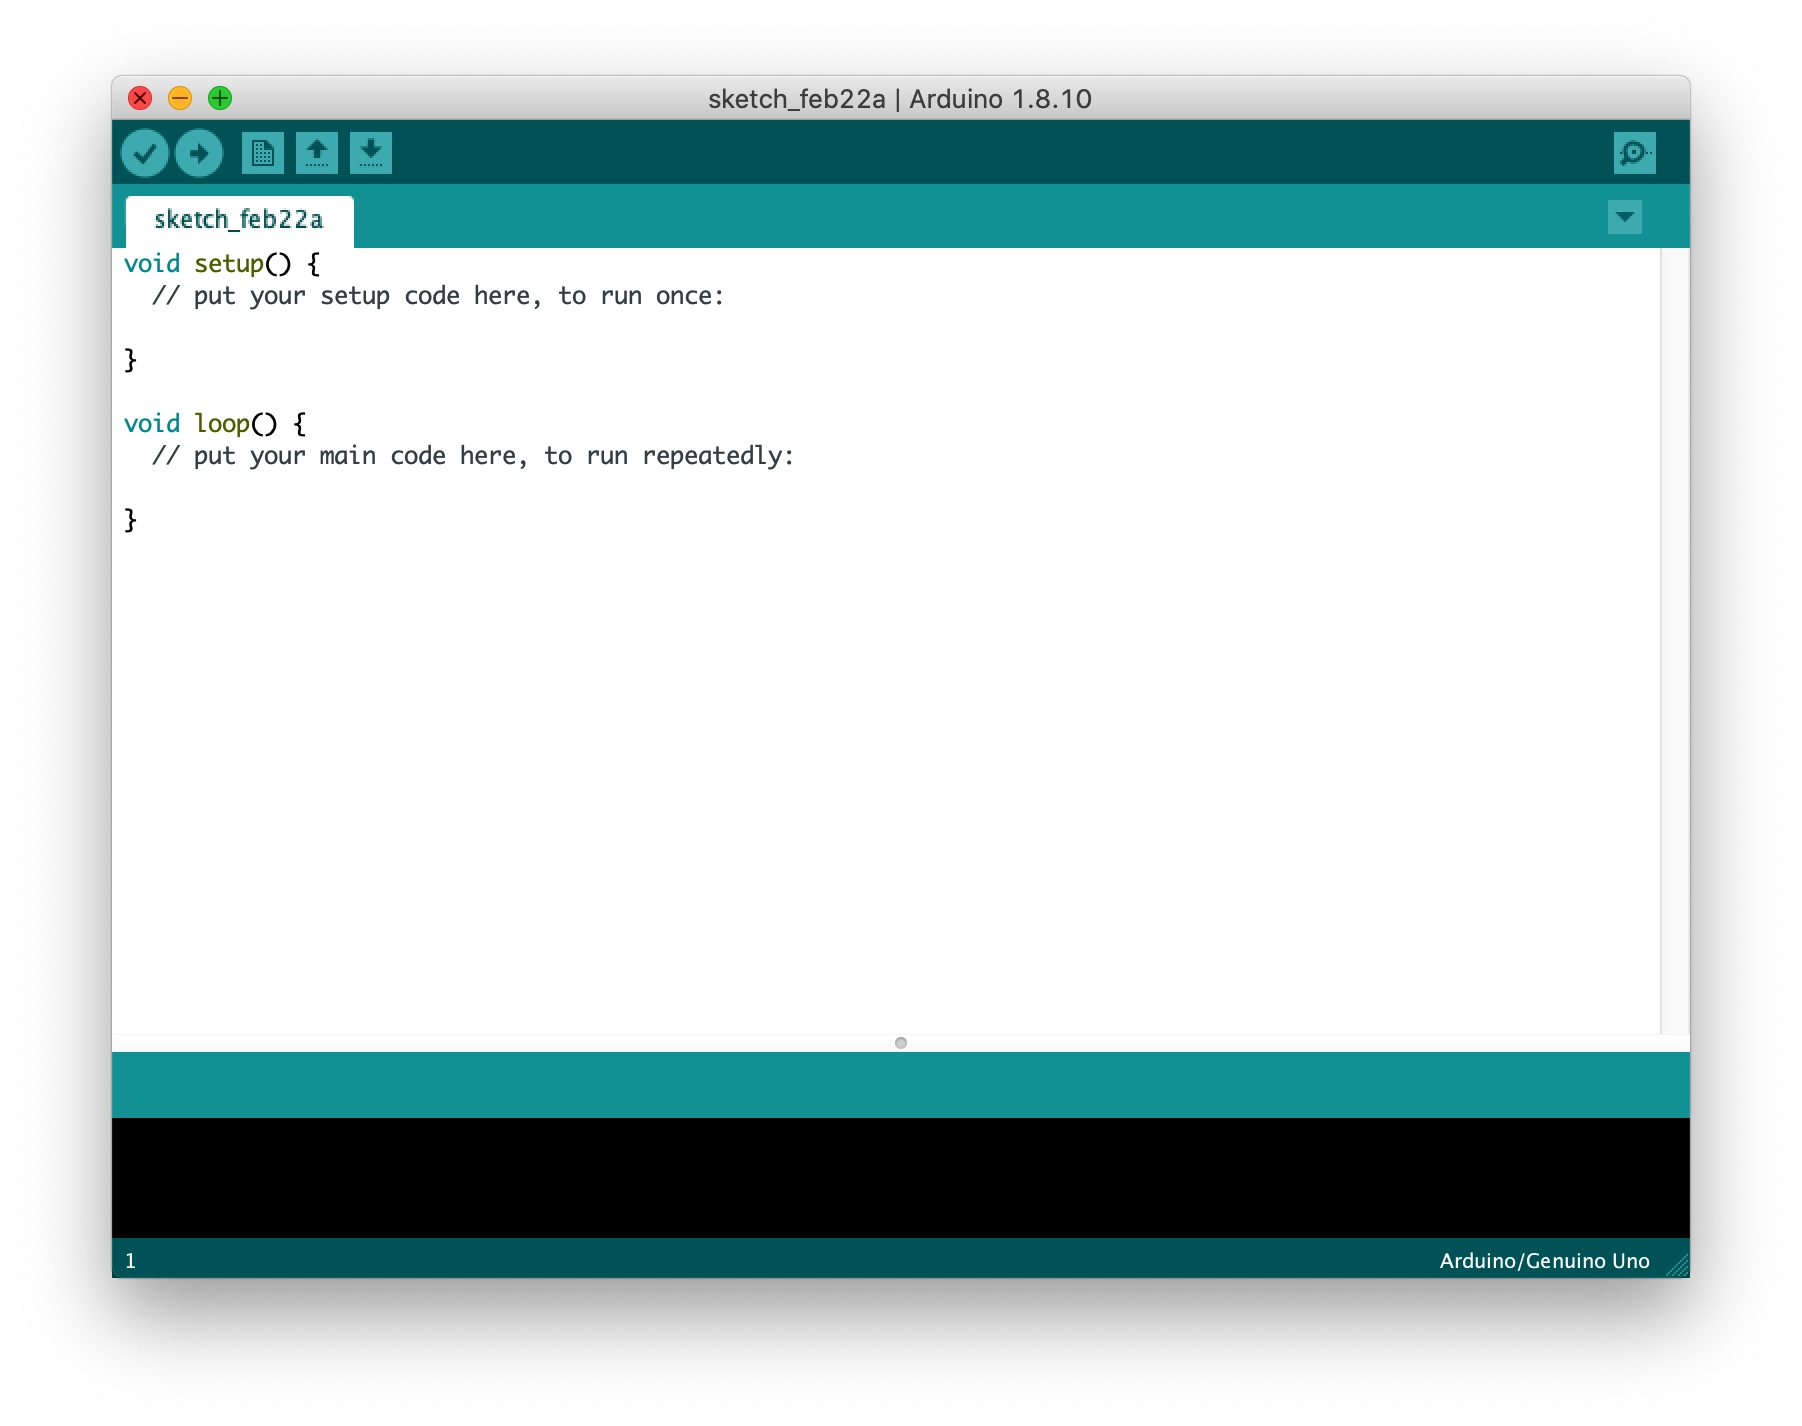 sketch_feb22a | Arduino 1.8.10
sketch_feb22a
void setup() {
  // put your setup code here, to run once:

}

void loop() {
  // put your main code here, to run repeatedly:

}
1
Arduino/Genuino Uno